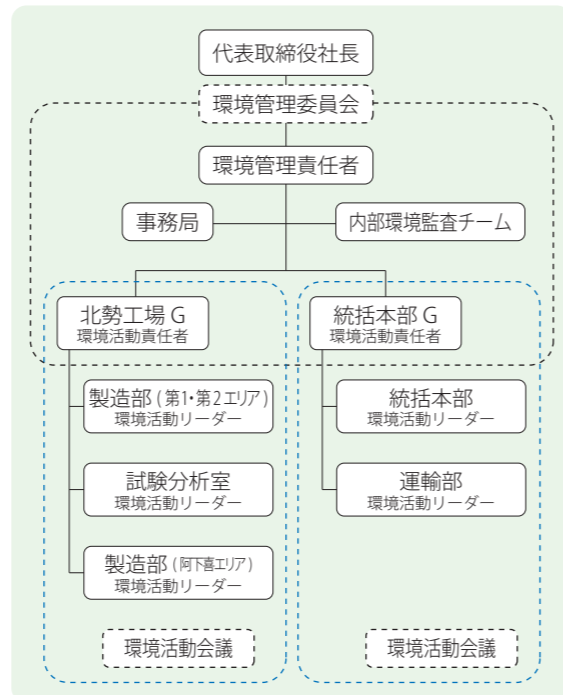 代表取締役社長
環境管理委員会
環境管理責任者
事務局
内部環境監査チーム
北勢工場 G
環境活動責任者
統括本部 G
環境活動責任者
製造部 ( 第1・第2エリア)
環境活動リーダー
統括本部
環境活動リーダー
試験分析室
環境活動リーダー
運輸部
環境活動リーダー
製造部 ( 阿下喜エリア)
環境活動リーダー
環境活動会議
環境活動会議